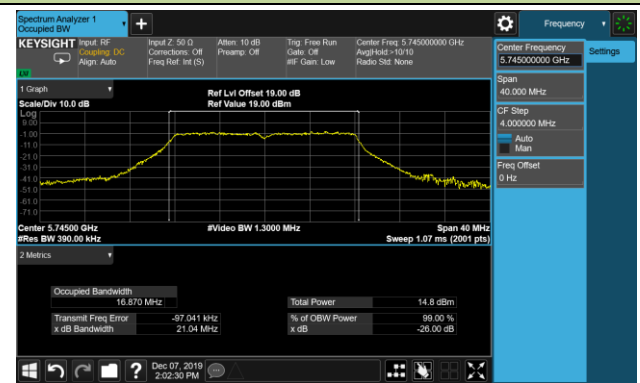 Spectrum Analyzer 1
Occupied BW
+
Frequency
KEYSIGHT
Input: RF
Coupling: DC
Align: Auto
Input Z: 50 Ω
Corrections: Off
Freq Ref: Int (S)
Atten: 10 dB
Preamp: Off
Trig: Free Run
Gate: Off
#IF Gain: Low
Center Freq: 5.745000000 GHz
Avg|Hold:>10/10
Radio Std: None
Center Frequency
5.745000000 GHz
Settings
Span
40.000 MHz
CF Step
4.000000 MHz
Auto
Man
Freq Offset
0 Hz
1 Graph
Scale/Div 10.0 dB
Ref Lvl Offset 19.00 dB
Ref Value 19.00 dBm
Log
9.00
-1.00
-11.0
-21.0
-31.0
-41.0
-51.0
-61.0
-71.0
Center 5.74500 GHz
#Res BW 390.00 kHz
#Video BW 1.3000 MHz
Span 40 MHz
Sweep 1.07 ms (2001 pts)
2 Metrics
Occupied Bandwidth
16.870 MHz
Total Power 14.8 dBm
Transmit Freq Error -97.041 kHz
% of OBW Power 99.00 %
x dB Bandwidth 21.04 MHz
x dB -26.00 dB
?
Dec 07, 2019
2:02:30 PM